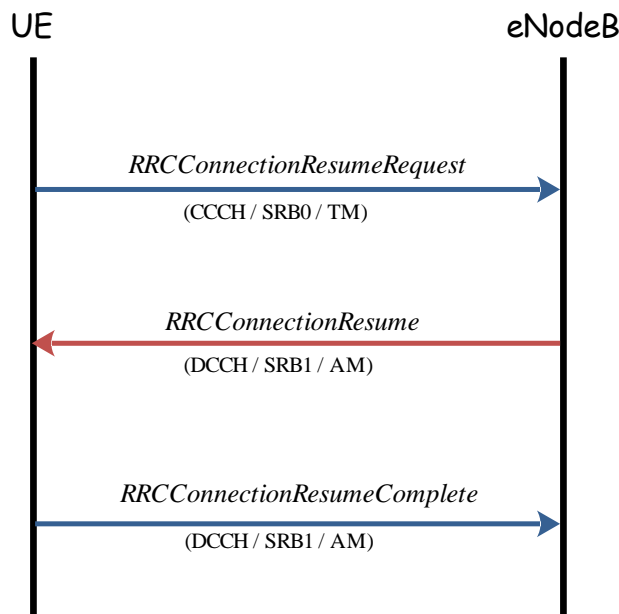 UE
eNodeB
RRCConnectionResumeRequest
(CCCH / SRB0 / TM)
RRCConnectionResume
(DCCH / SRB1 / AM)
RRCConnectionResumeComplete
(DCCH / SRB1 / AM)